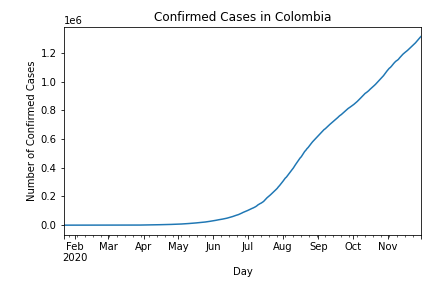 Confirmed Cases in Colombia
1e6
Number of Confirmed Cases
1.2
1.0
0.8
0.6
0.4
0.2
0.0
Feb Mar Apr May Jun Jul Aug Sep Oct Nov
2020
Day